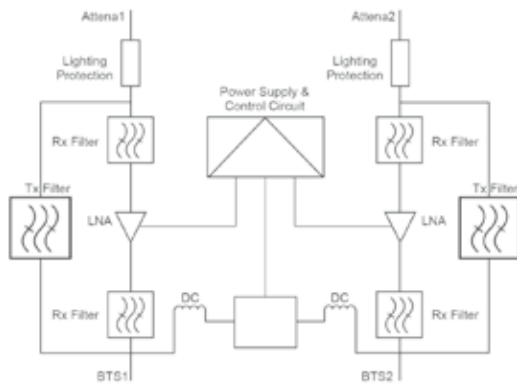 Attena1
Attena2
Lighting
Protection
Lighting
Protection
Power Supply &
Control Circuit
Rx Filter
Rx Filter
Tx Filter
Tx Filter
LNA
LNA
DC
DC
Rx Filter
Rx Filter
BTS1
BTS2